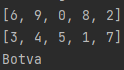 [6, 9, 0, 8, 2]
[3, 4, 5, 1, 7]
Botva